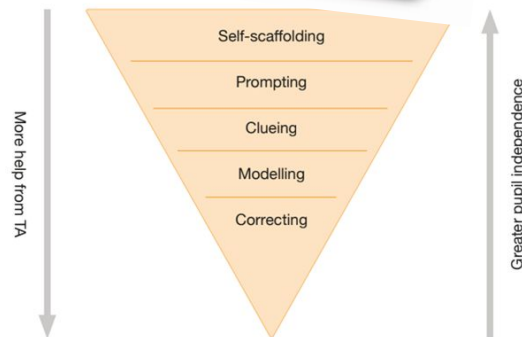 Self-scaffolding
Prompting
Clueing
Modelling
Correcting
More help from TA
Greater pupil independence